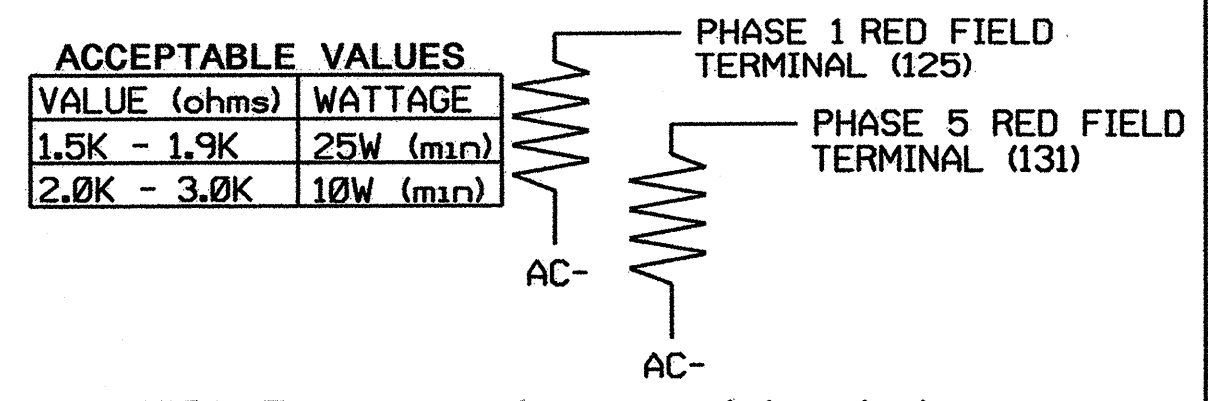 ACCEPTABLE VALUES
VALUE (ohms) WATTAGE
1.5K - 1.9K 25W (min)
2.0K - 3.0K 10W (min)
PHASE 1 RED FIELD
TERMINAL (125)
AC-
PHASE 5 RED FIELD
TERMINAL (131)
AC-